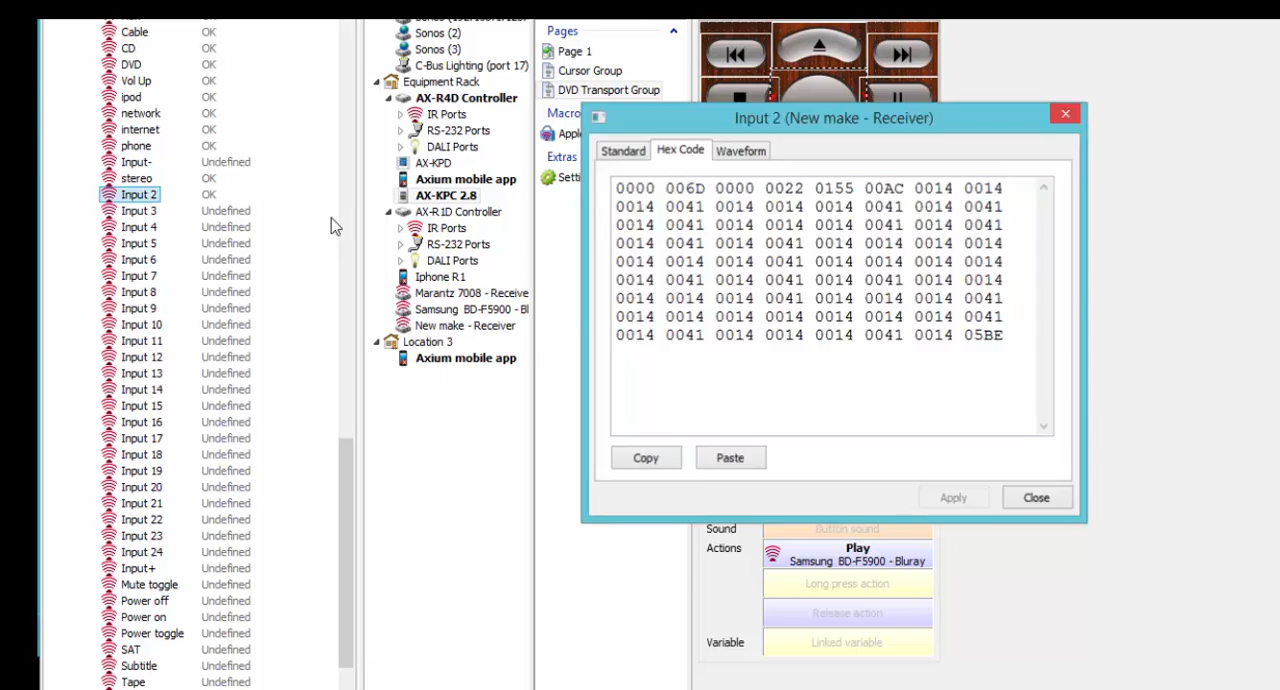 Cable OK
CD OK
DVD OK
Vol Up OK
ipod OK
network OK
internet OK
phone OK
Input- Undefined
stereo OK
Input 2 OK
Input 3 Undefined
Input 4 Undefined
Input 5 Undefined
Input 6 Undefined
Input 7 Undefined
Input 8 Undefined
Input 9 Undefined
Input 10 Undefined
Input 11 Undefined
Input 12 Undefined
Input 13 Undefined
Input 14 Undefined
Input 15 Undefined
Input 16 Undefined
Input 17 Undefined
Input 18 Undefined
Input 19 Undefined
Input 20 Undefined
Input 21 Undefined
Input 22 Undefined
Input 23 Undefined
Input 24 Undefined
Input+ Undefined
Mute toggle Undefined
Power off Undefined
Power on Undefined
Power toggle Undefined
SAT Undefined
Subtitle Undefined
Tape Undefined
Sonos (2)
Sonos (3)
C-Bus Lighting (port 17)
Equipment Rack
AX-R4D Controller
IR Ports
RS-232 Ports
DALI Ports
AX-KPD
Axium mobile app
AX-KPC 2.8
AX-R1D Controller
IR Ports
RS-232 Ports
DALI Ports
Iphone R1
Marantz 7008 - Receive
Samsung BD-F5900 - Bl
New make - Receiver
Location 3
Axium mobile app
Pages
Page 1
Cursor Group
DVD Transport Group
Macro
Appl
Extras
Setti
Input 2 (New make - Receiver)
Standard Hex Code Waveform
0000 006D 0000 0022 0155 00AC 0014 0014
0014 0041 0014 0014 0014 0041 0014 0041
0014 0041 0014 0014 0014 0041 0014 0041
0014 0041 0014 0041 0014 0014 0014 0014
0014 0014 0014 0041 0014 0014 0014 0014
0014 0041 0014 0041 0014 0041 0014 0014
0014 0014 0014 0041 0014 0014 0014 0041
0014 0014 0014 0014 0014 0014 0014 0041
0014 0041 0014 0014 0014 0041 0014 05BE
Copy Paste
Apply Close
Sound Button sound
Actions Play
Samsung BD-F5900 - Bluray
Long press action
Release action
Variable Linked variable